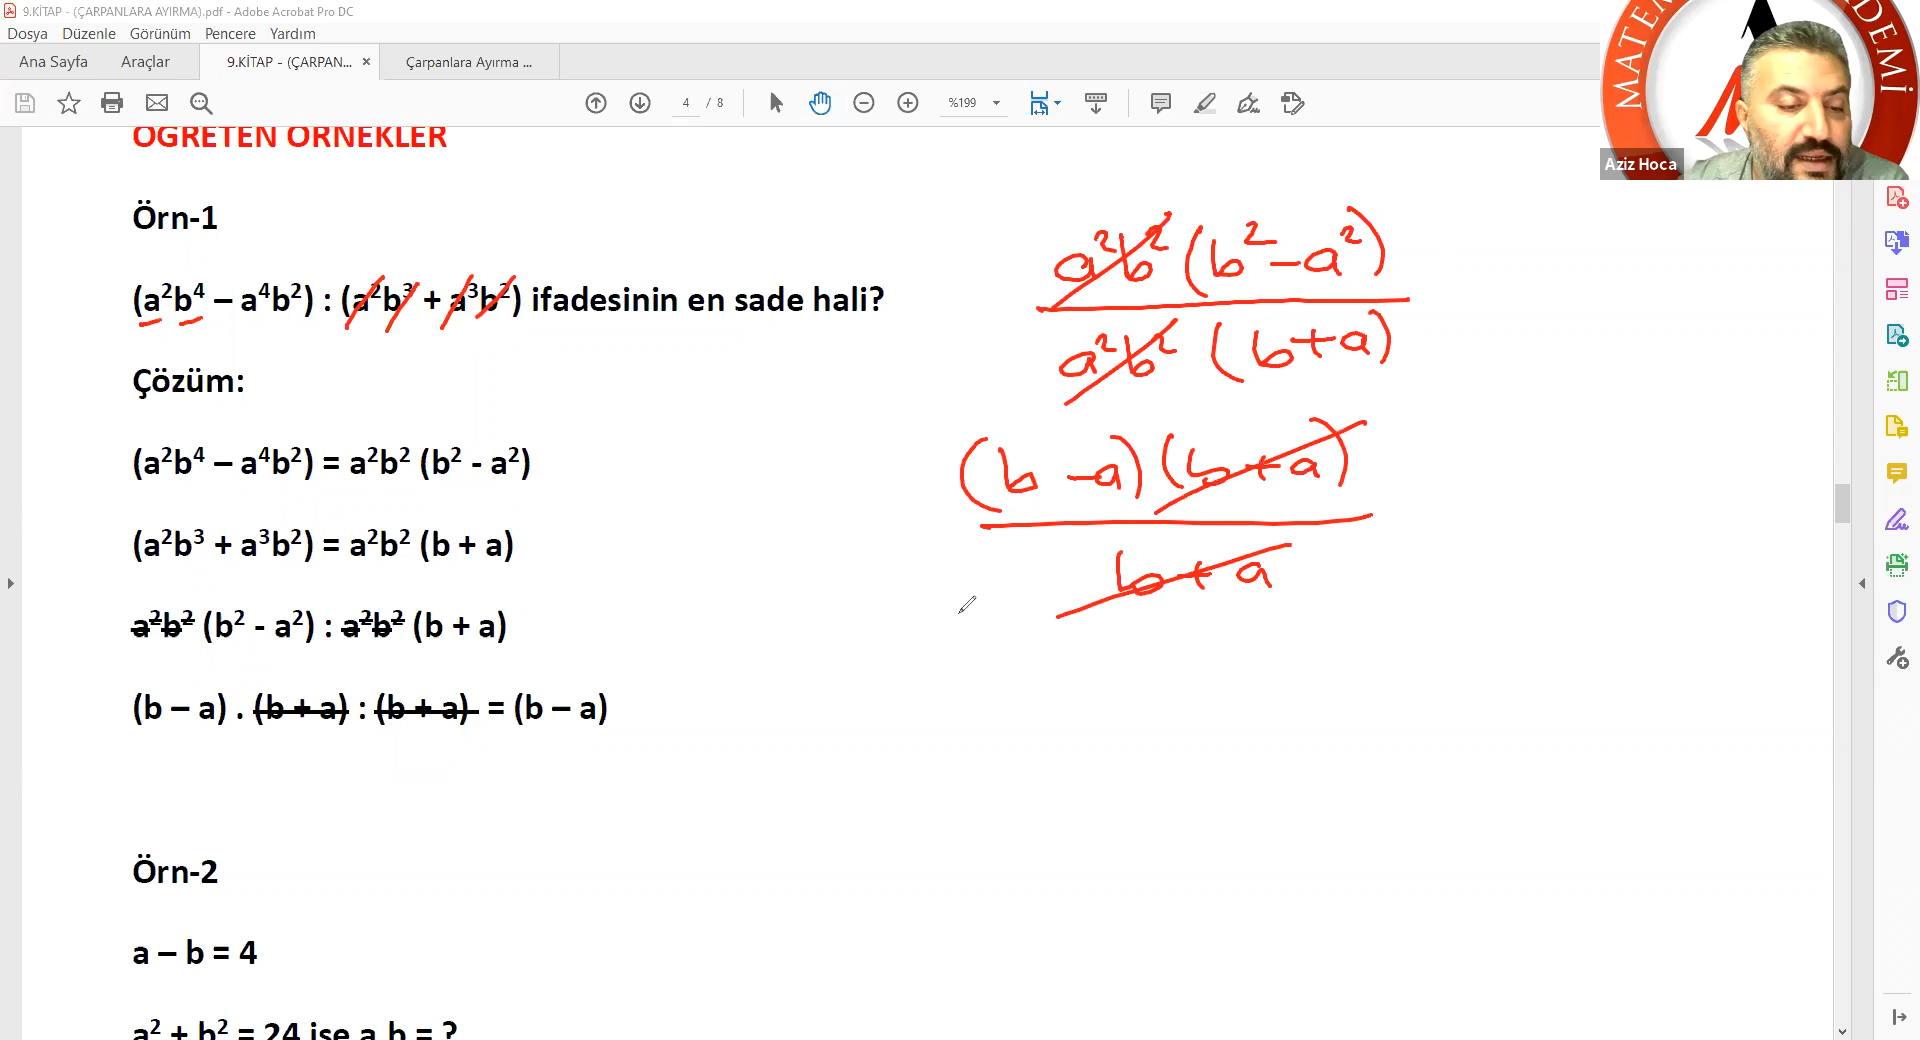 9.KİTAP - (ÇARPANLARA AYIRMA).pdf - Adobe Acrobat Pro DC
Dosya Düzenle Görünüm Pencere Yardım
Ana Sayfa Araçlar 9.KİTAP - (ÇARPAN... × Çarpanlara Ayırma ...
4 / 8 %199
MATEM
DEMİ
Aziz Hoca
ÖĞRETEN ÖRNEKLER
Örn-1
(a²b⁴ – a⁴b²) : (a²b³ + a³b²) ifadesinin en sade hali?
Çözüm:
(a²b⁴ – a⁴b²) = a²b² (b² - a²)
(a²b³ + a³b²) = a²b² (b + a)
a²b² (b² - a²) : a²b² (b + a)
(b – a) . (b + a) : (b + a) = (b – a)
Örn-2
a – b = 4
a² + b² = 24 ise a.b = ?
a²b² (b² – a²)
a²b² (b + a)
(b – a) (b + a)
b + a